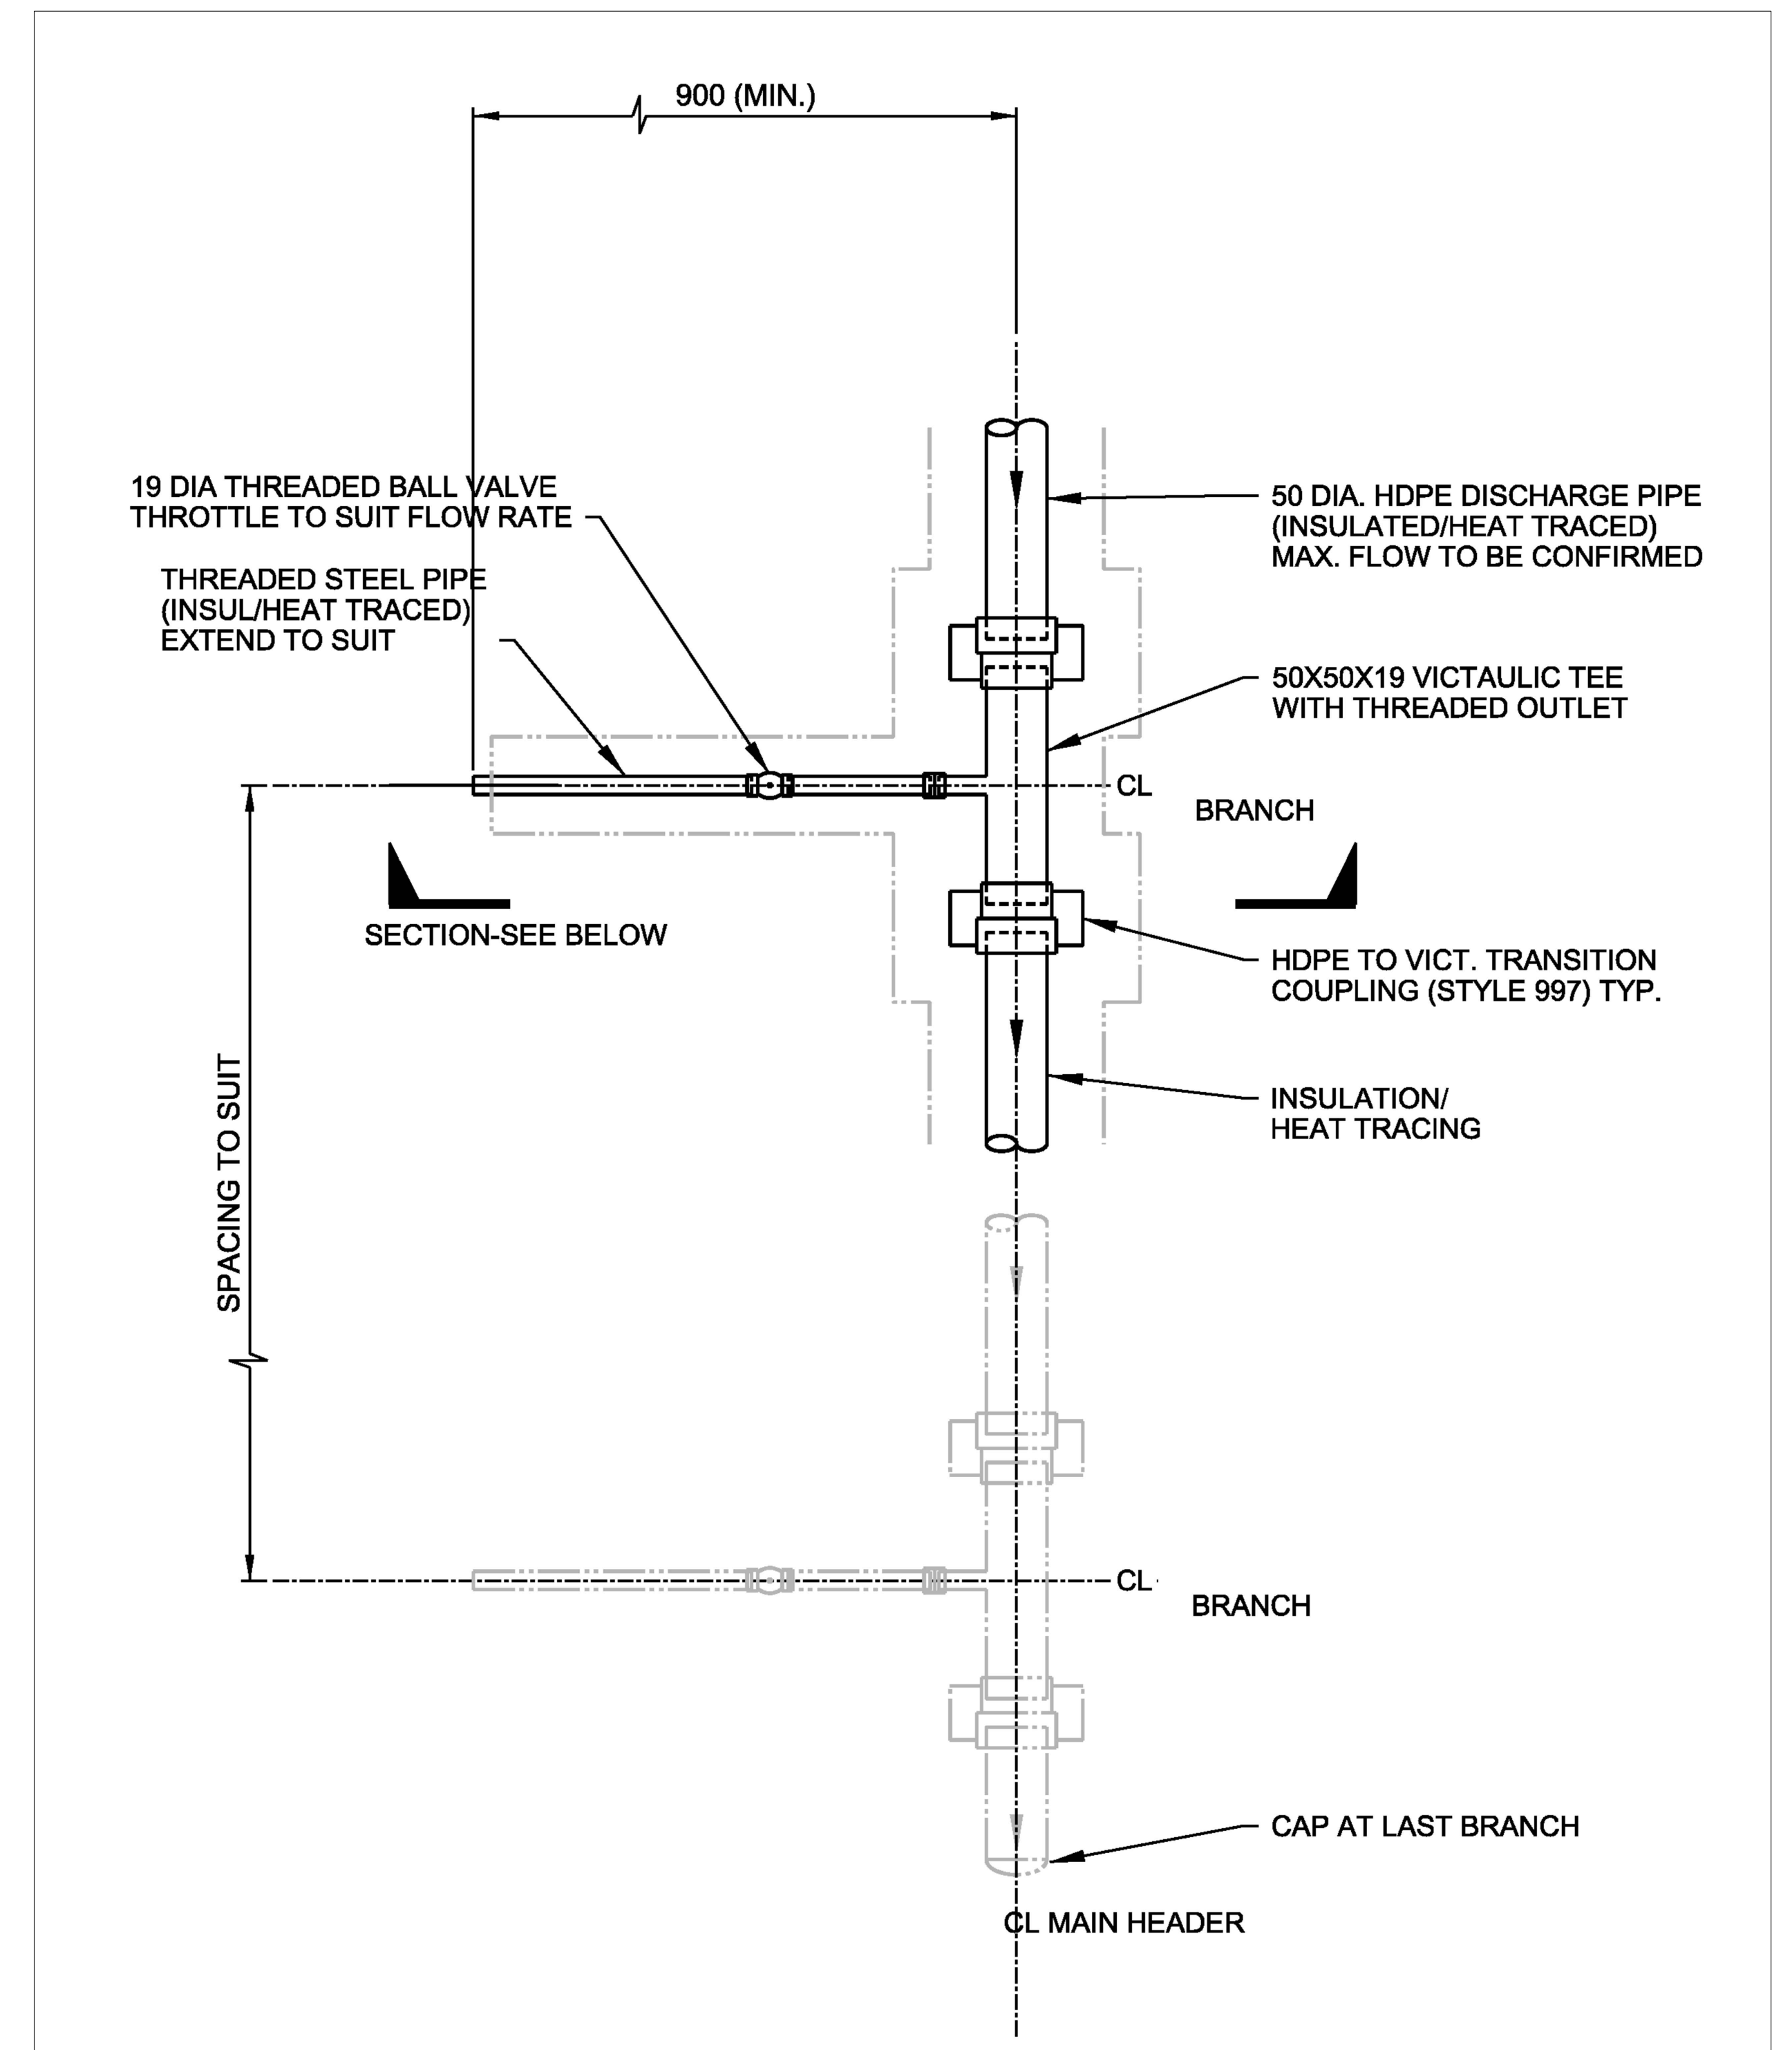 900 (MIN.)
19 DIA THREADED BALL VALVE
THROTTLE TO SUIT FLOW RATE
THREADED STEEL PIPE
(INSUL/HEAT TRACED)
EXTEND TO SUIT
50 DIA. HDPE DISCHARGE PIPE
(INSULATED/HEAT TRACED)
MAX. FLOW TO BE CONFIRMED
50X50X19 VICTAULIC TEE
WITH THREADED OUTLET
CL
BRANCH
SECTION-SEE BELOW
HDPE TO VICT. TRANSITION
COUPLING (STYLE 997) TYP.
INSULATION/
HEAT TRACING
SPACING TO SUIT
CL
BRANCH
CAP AT LAST BRANCH
CL MAIN HEADER